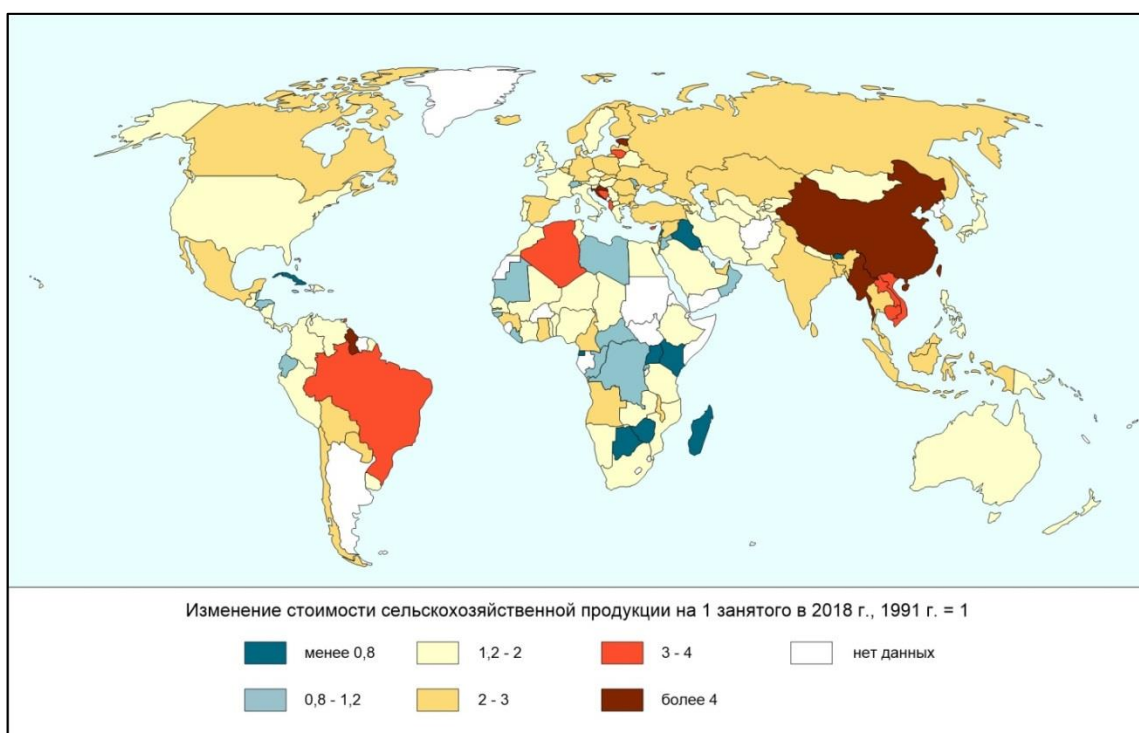 Изменение стоимости сельскохозяйственной продукции на 1 занятого в 2018 г., 1991 г. = 1
менее 0,8
1,2 - 2
3 - 4
нет данных
0,8 - 1,2
2 - 3
более 4